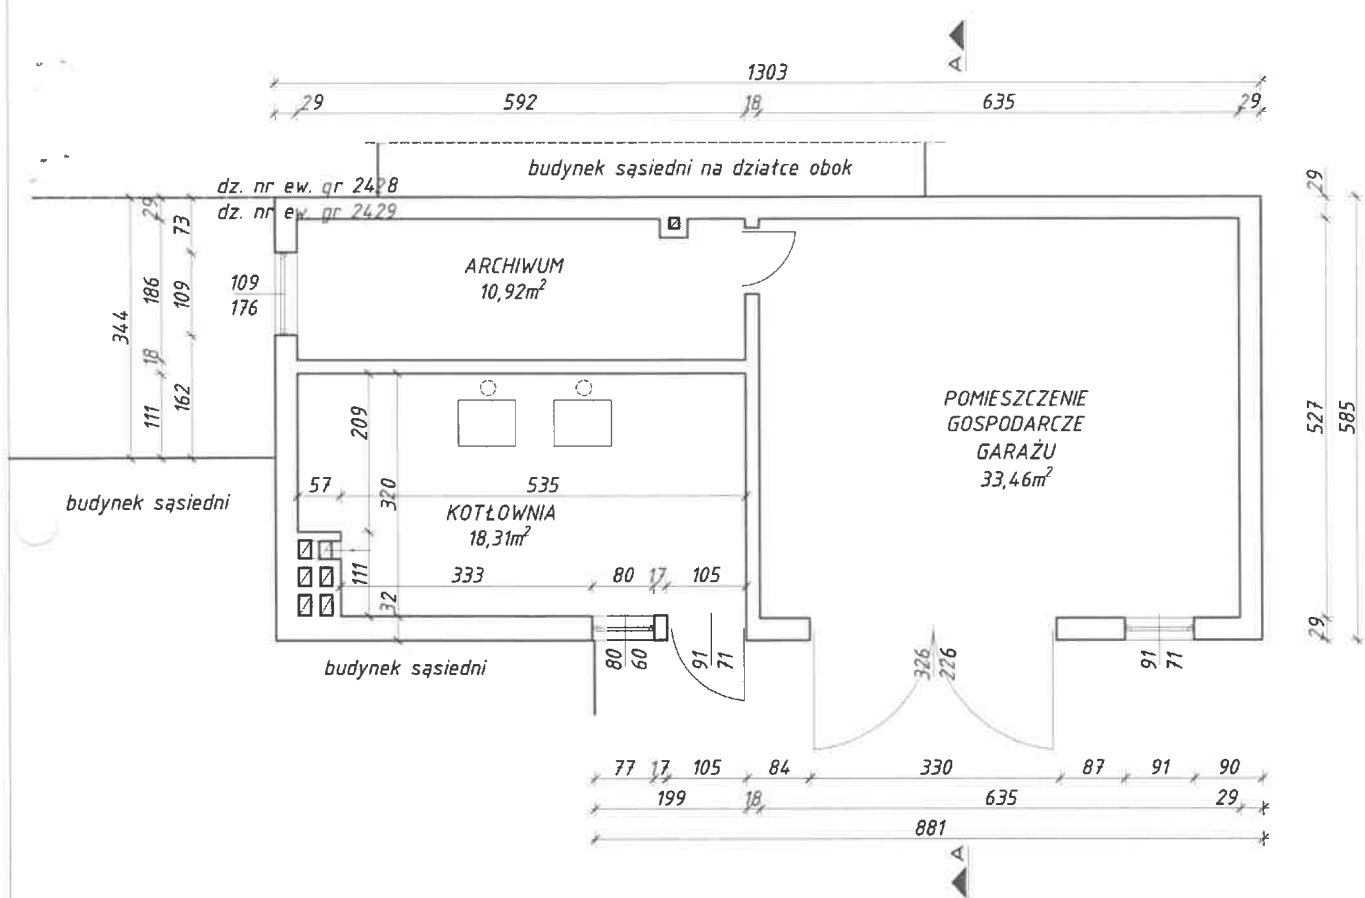 A
1303
29 592 18 635 29
budynek sąsiedni na działce obok
dz. nr ew. gr 2428
dz. nr ew. gr 2429
29
73
186
109
344
18
111
162
109
176
ARCHIWUM
10,92m²
29
527
585
29
POMIESZCZENIE
GOSPODARCZE
GARAŻU
33,46m²
209
320
57 535
KOTŁOWNIA
18,31m²
budynek sąsiedni
111
32
333 80 17 105
budynek sąsiedni
80
60
91
71
326
226
91
71
77 17 105 84 330 87 91 90
199 18 635 29
881
A